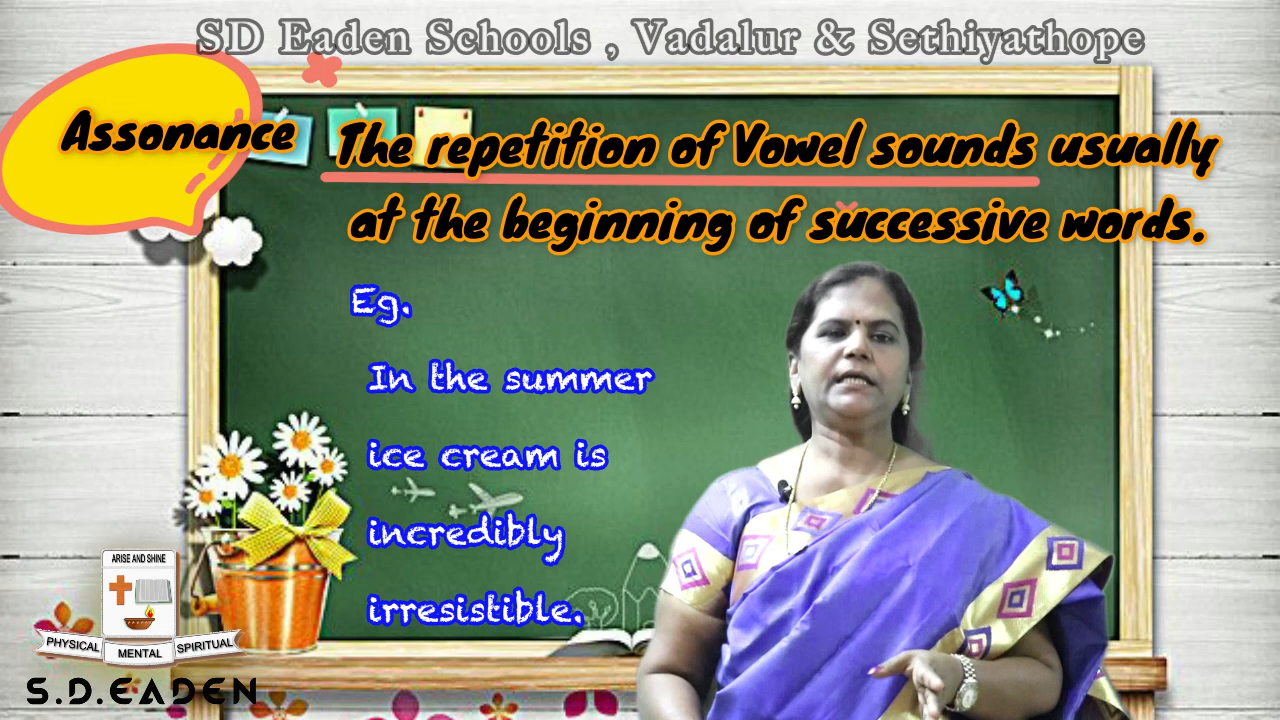 SD Eaden Schools , Vadalur & Sethiyathope
Assonance
The repetition of Vowel sounds usually
at the beginning of successive words.
Eg.
In the summer
ice cream is
incredibly
irresistible.
ARISE AND SHINE
PHYSICAL
MENTAL
SPIRITUAL
S.D.EADEN